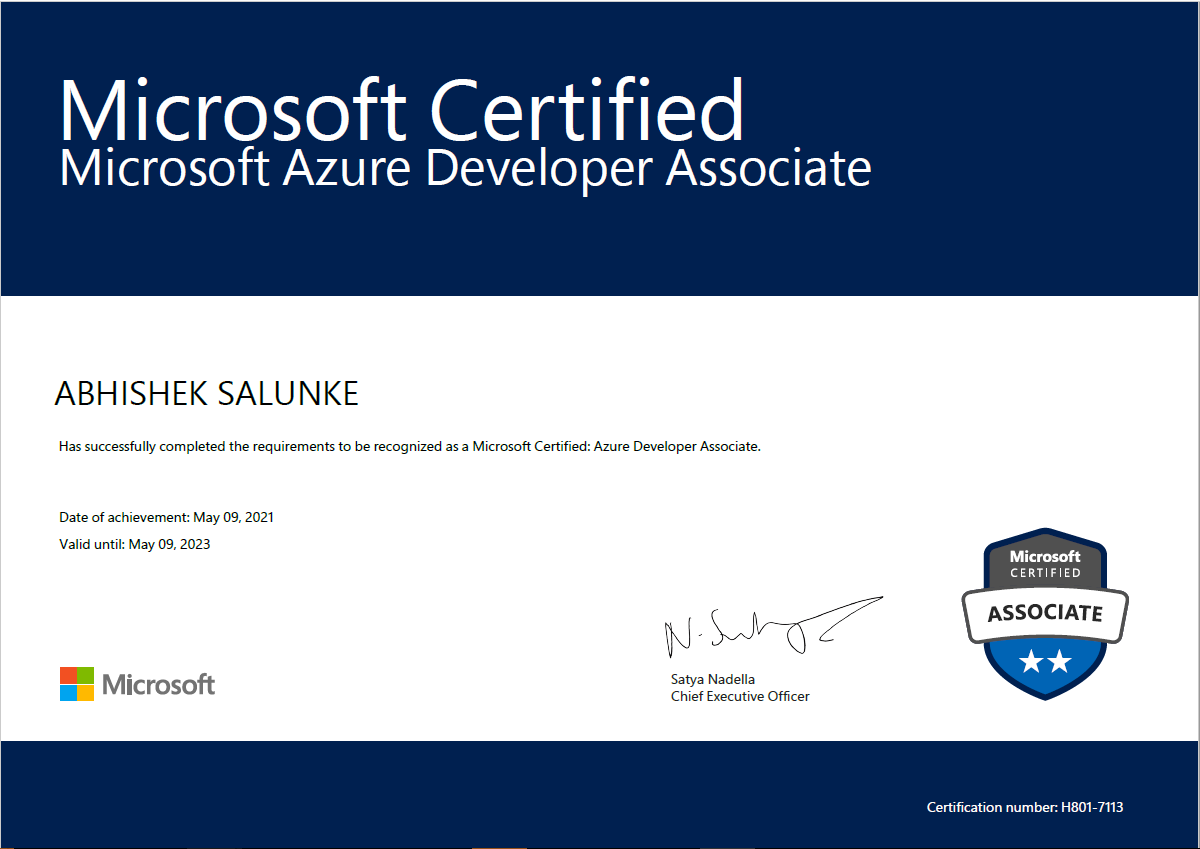 Microsoft Certified
Microsoft Azure Developer Associate
ABHISHEK SALUNKE
Has successfully completed the requirements to be recognized as a Microsoft Certified: Azure Developer Associate.
Date of achievement: May 09, 2021
Valid until: May 09, 2023
Microsoft
CERTIFIED
ASSOCIATE
Satya Nadella
Chief Executive Officer
Microsoft
Certification number: H801-7113